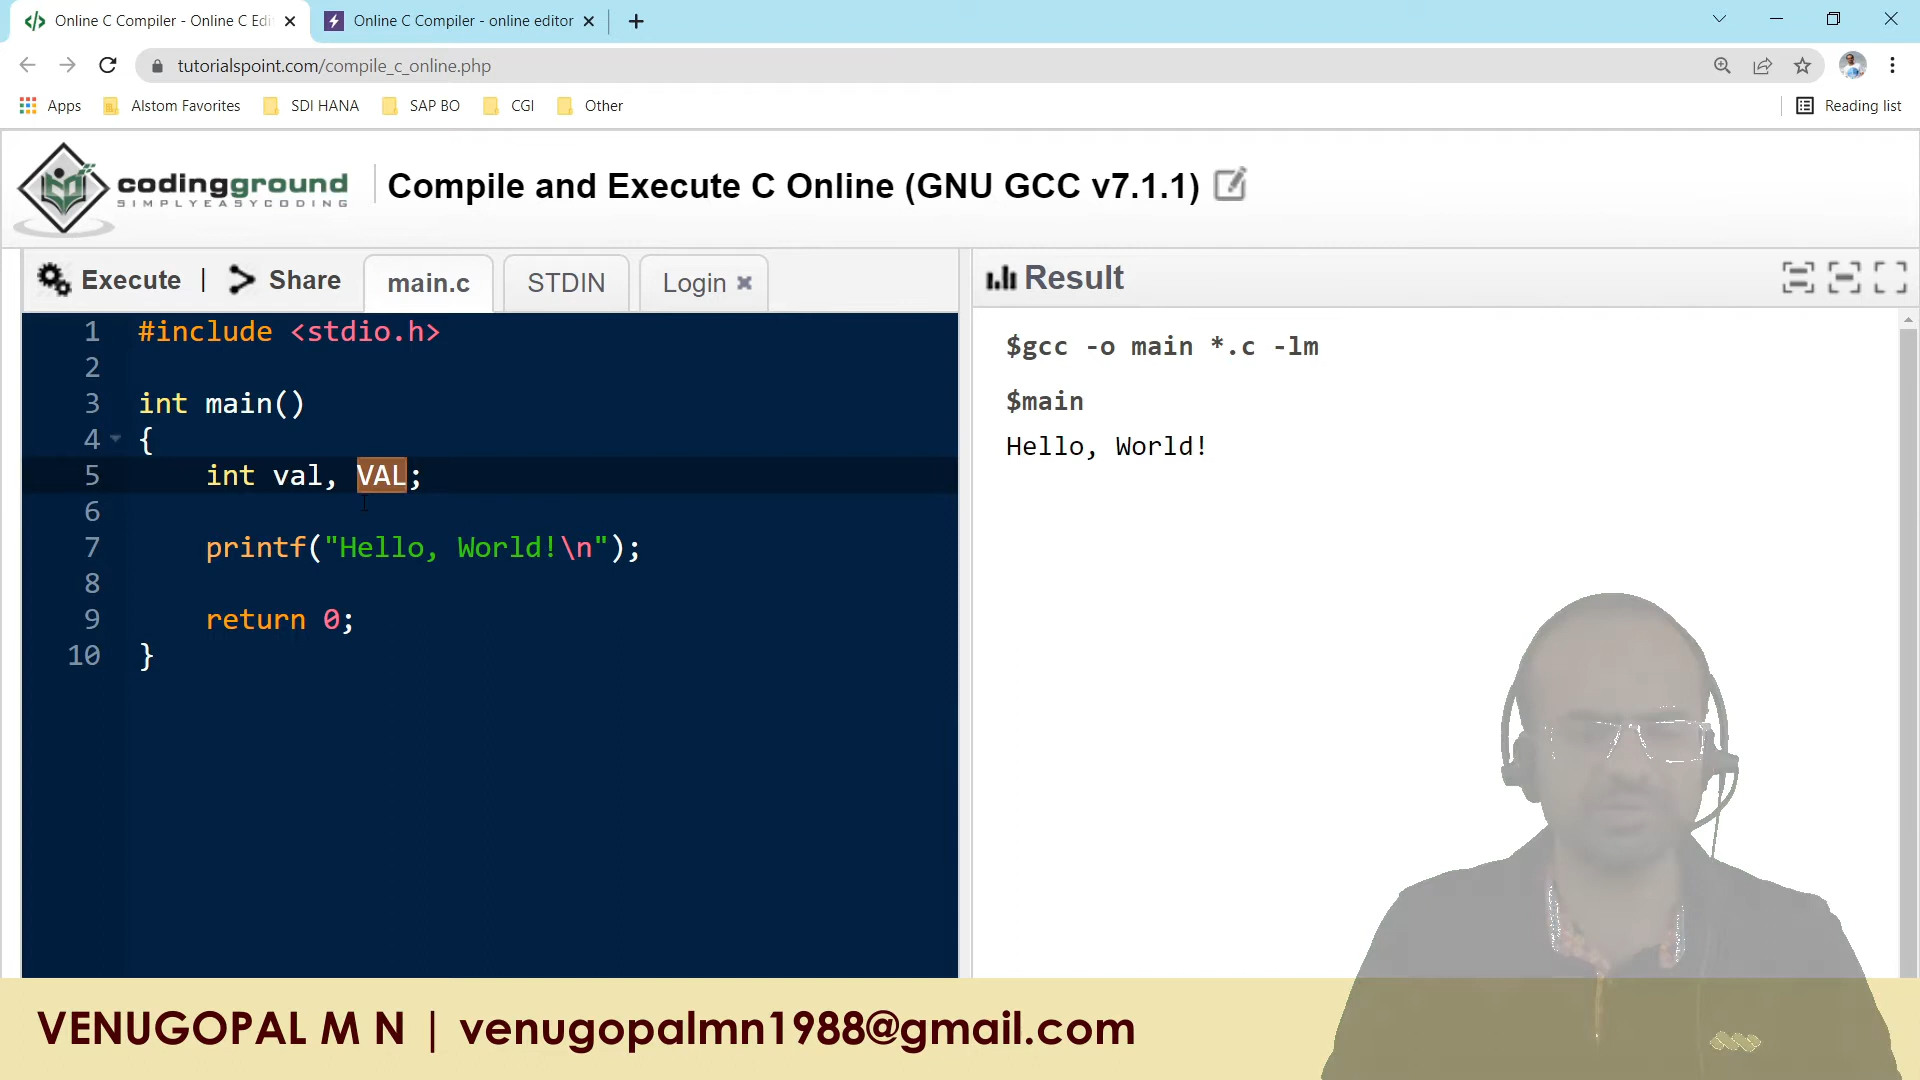 Online C Compiler - Online C Edi
Online C Compiler - online editor
tutorialspoint.com/compile_c_online.php
Apps
Alstom Favorites
SDI HANA
SAP BO
CGI
Other
Reading list
codingground
SIMPLYEASYCODING
Compile and Execute C Online (GNU GCC v7.1.1)
Execute | Share
main.c
STDIN
Login
Result
1 #include <stdio.h>
2
3 int main()
4 {
5 int val, VAL;
6
7 printf("Hello, World!\n");
8
9 return 0;
10 }
$gcc -o main *.c -lm
$main
Hello, World!
VENUGOPAL M N | venugopalmn1988@gmail.com